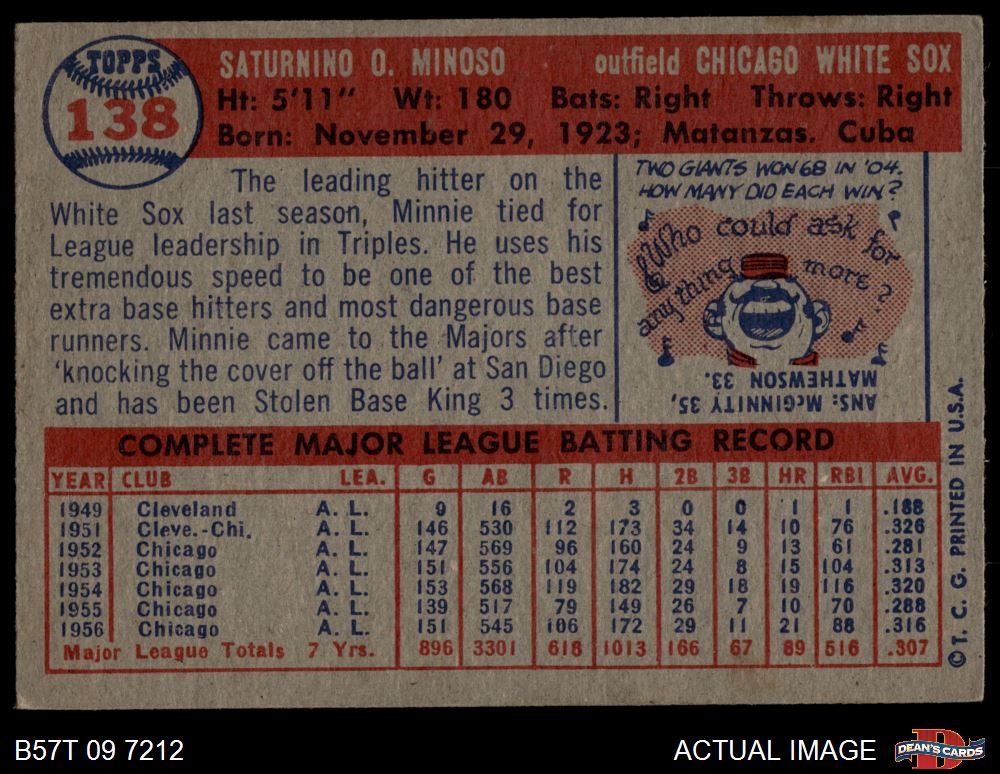 TOPPS
138
SATURNINO O. MINOSO outfield CHICAGO WHITE SOX
Ht: 5'11" Wt: 180 Bats: Right Throws: Right
Born: November 29, 1923; Matanzas. Cuba
The leading hitter on the
White Sox last season, Minnie tied for
League leadership in Triples. He uses his
tremendous speed to be one of the best
extra base hitters and most dangerous base
runners. Minnie came to the Majors after
'knocking the cover off the ball' at San Diego
and has been Stolen Base King 3 times.
TWO GIANTS WON 68 IN '04.
HOW MANY DID EACH WIN?
Who could ask for
anything more?
ANS: McGINNITY 35,
MATHEWSON 33.
COMPLETE MAJOR LEAGUE BATTING RECORD
YEAR CLUB LEA. G AB R H 2B 3B HR RBI AVG.
1949 Cleveland A. L. 9 16 2 3 0 0 1 1 .188
1951 Cleve.-Chi. A. L. 146 530 112 173 34 14 10 76 .326
1952 Chicago A. L. 147 569 96 160 24 9 13 61 .281
1953 Chicago A. L. 151 556 104 174 24 8 15 104 .313
1954 Chicago A. L. 153 568 119 182 29 18 19 116 .320
1955 Chicago A. L. 139 517 79 149 26 7 10 70 .288
1956 Chicago A. L. 151 545 106 172 29 11 21 88 .316
Major League Totals 7 Yrs. 896 3301 618 1013 166 67 89 516 .307
© T. C. G. PRINTED IN U.S.A.
B57T 09 7212
ACTUAL IMAGE
DEAN'S CARDS